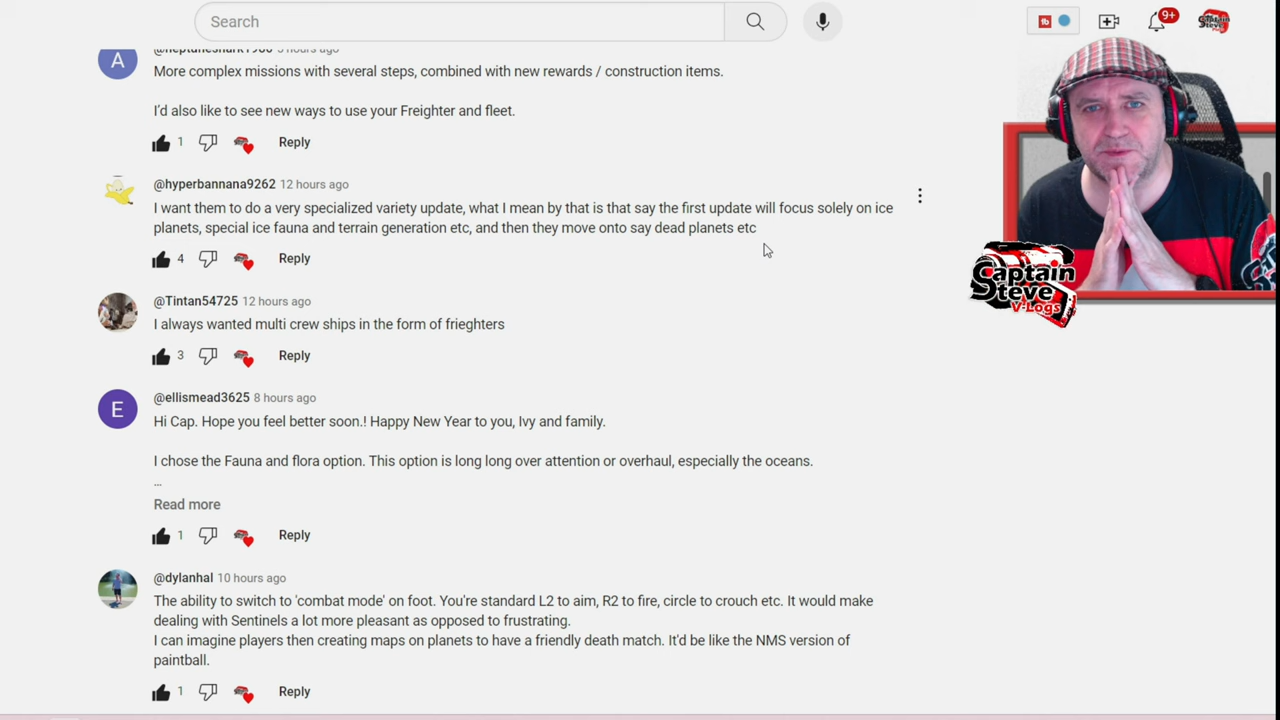 Search
9+
@neptuneshark1986 5 hours ago
A
More complex missions with several steps, combined with new rewards / construction items.
I'd also like to see new ways to use your Freighter and fleet.
1
Reply
@hyperbannana9262 12 hours ago
I want them to do a very specialized variety update, what I mean by that is that say the first update will focus solely on ice
planets, special ice fauna and terrain generation etc, and then they move onto say dead planets etc
4
Reply
@Tintan54725 12 hours ago
I always wanted multi crew ships in the form of frieghters
3
Reply
@ellismead3625 8 hours ago
E
Hi Cap. Hope you feel better soon.! Happy New Year to you, Ivy and family.
I chose the Fauna and flora option. This option is long long over attention or overhaul, especially the oceans.
...
Read more
1
Reply
@dylanhal 10 hours ago
The ability to switch to 'combat mode' on foot. You're standard L2 to aim, R2 to fire, circle to crouch etc. It would make
dealing with Sentinels a lot more pleasant as opposed to frustrating.
I can imagine players then creating maps on planets to have a friendly death match. It'd be like the NMS version of
paintball.
1
Reply
Captain
Steve
V-Logs